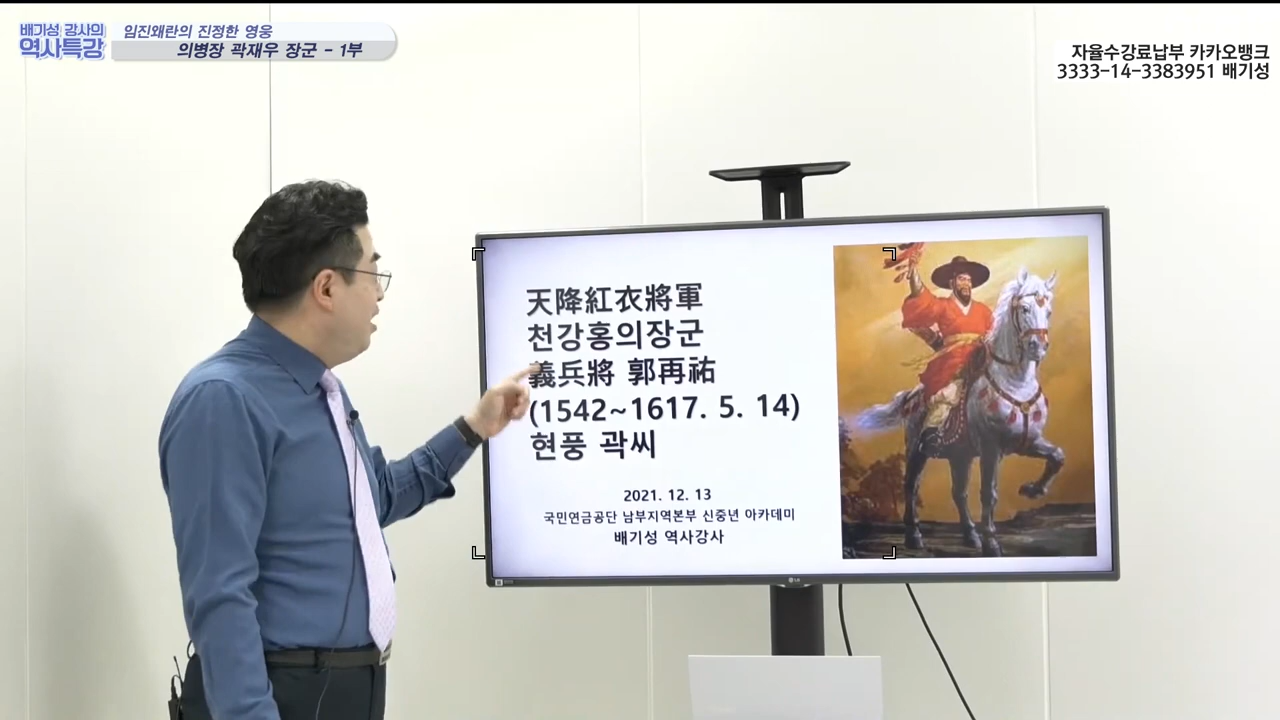 배기성 강사의
역사특강
임진왜란의 진정한 영웅
의병장 곽재우 장군 - 1부
자율수강료납부 카카오뱅크
3333-14-3383951 배기성
天降紅衣將軍
천강홍의장군
義兵將 郭再祐
(1542~1617. 5. 14)
현풍 곽씨
2021. 12. 13
국민연금공단 남부지역본부 신중년 아카데미
배기성 역사강사
LG